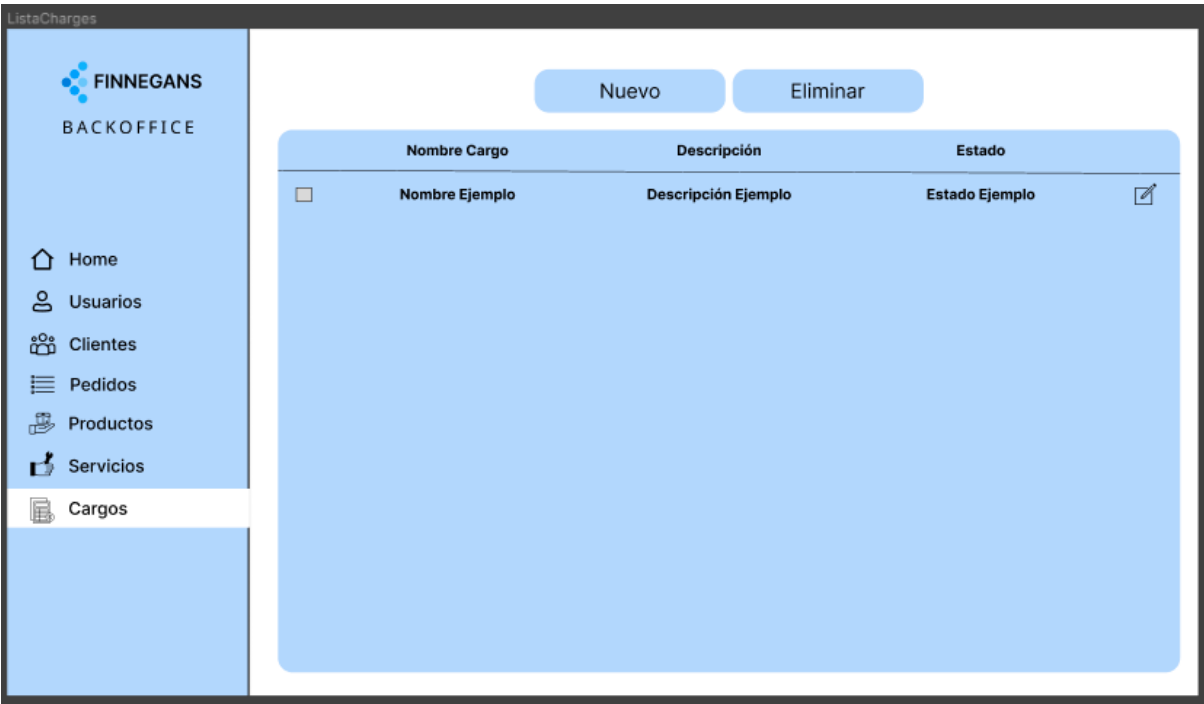 ListaCharges
FINNEGANS
BACKOFFICE
Home
Usuarios
Clientes
Pedidos
Productos
Servicios
Cargos
Nuevo Eliminar
Nombre Cargo Descripción Estado
Nombre Ejemplo Descripción Ejemplo Estado Ejemplo